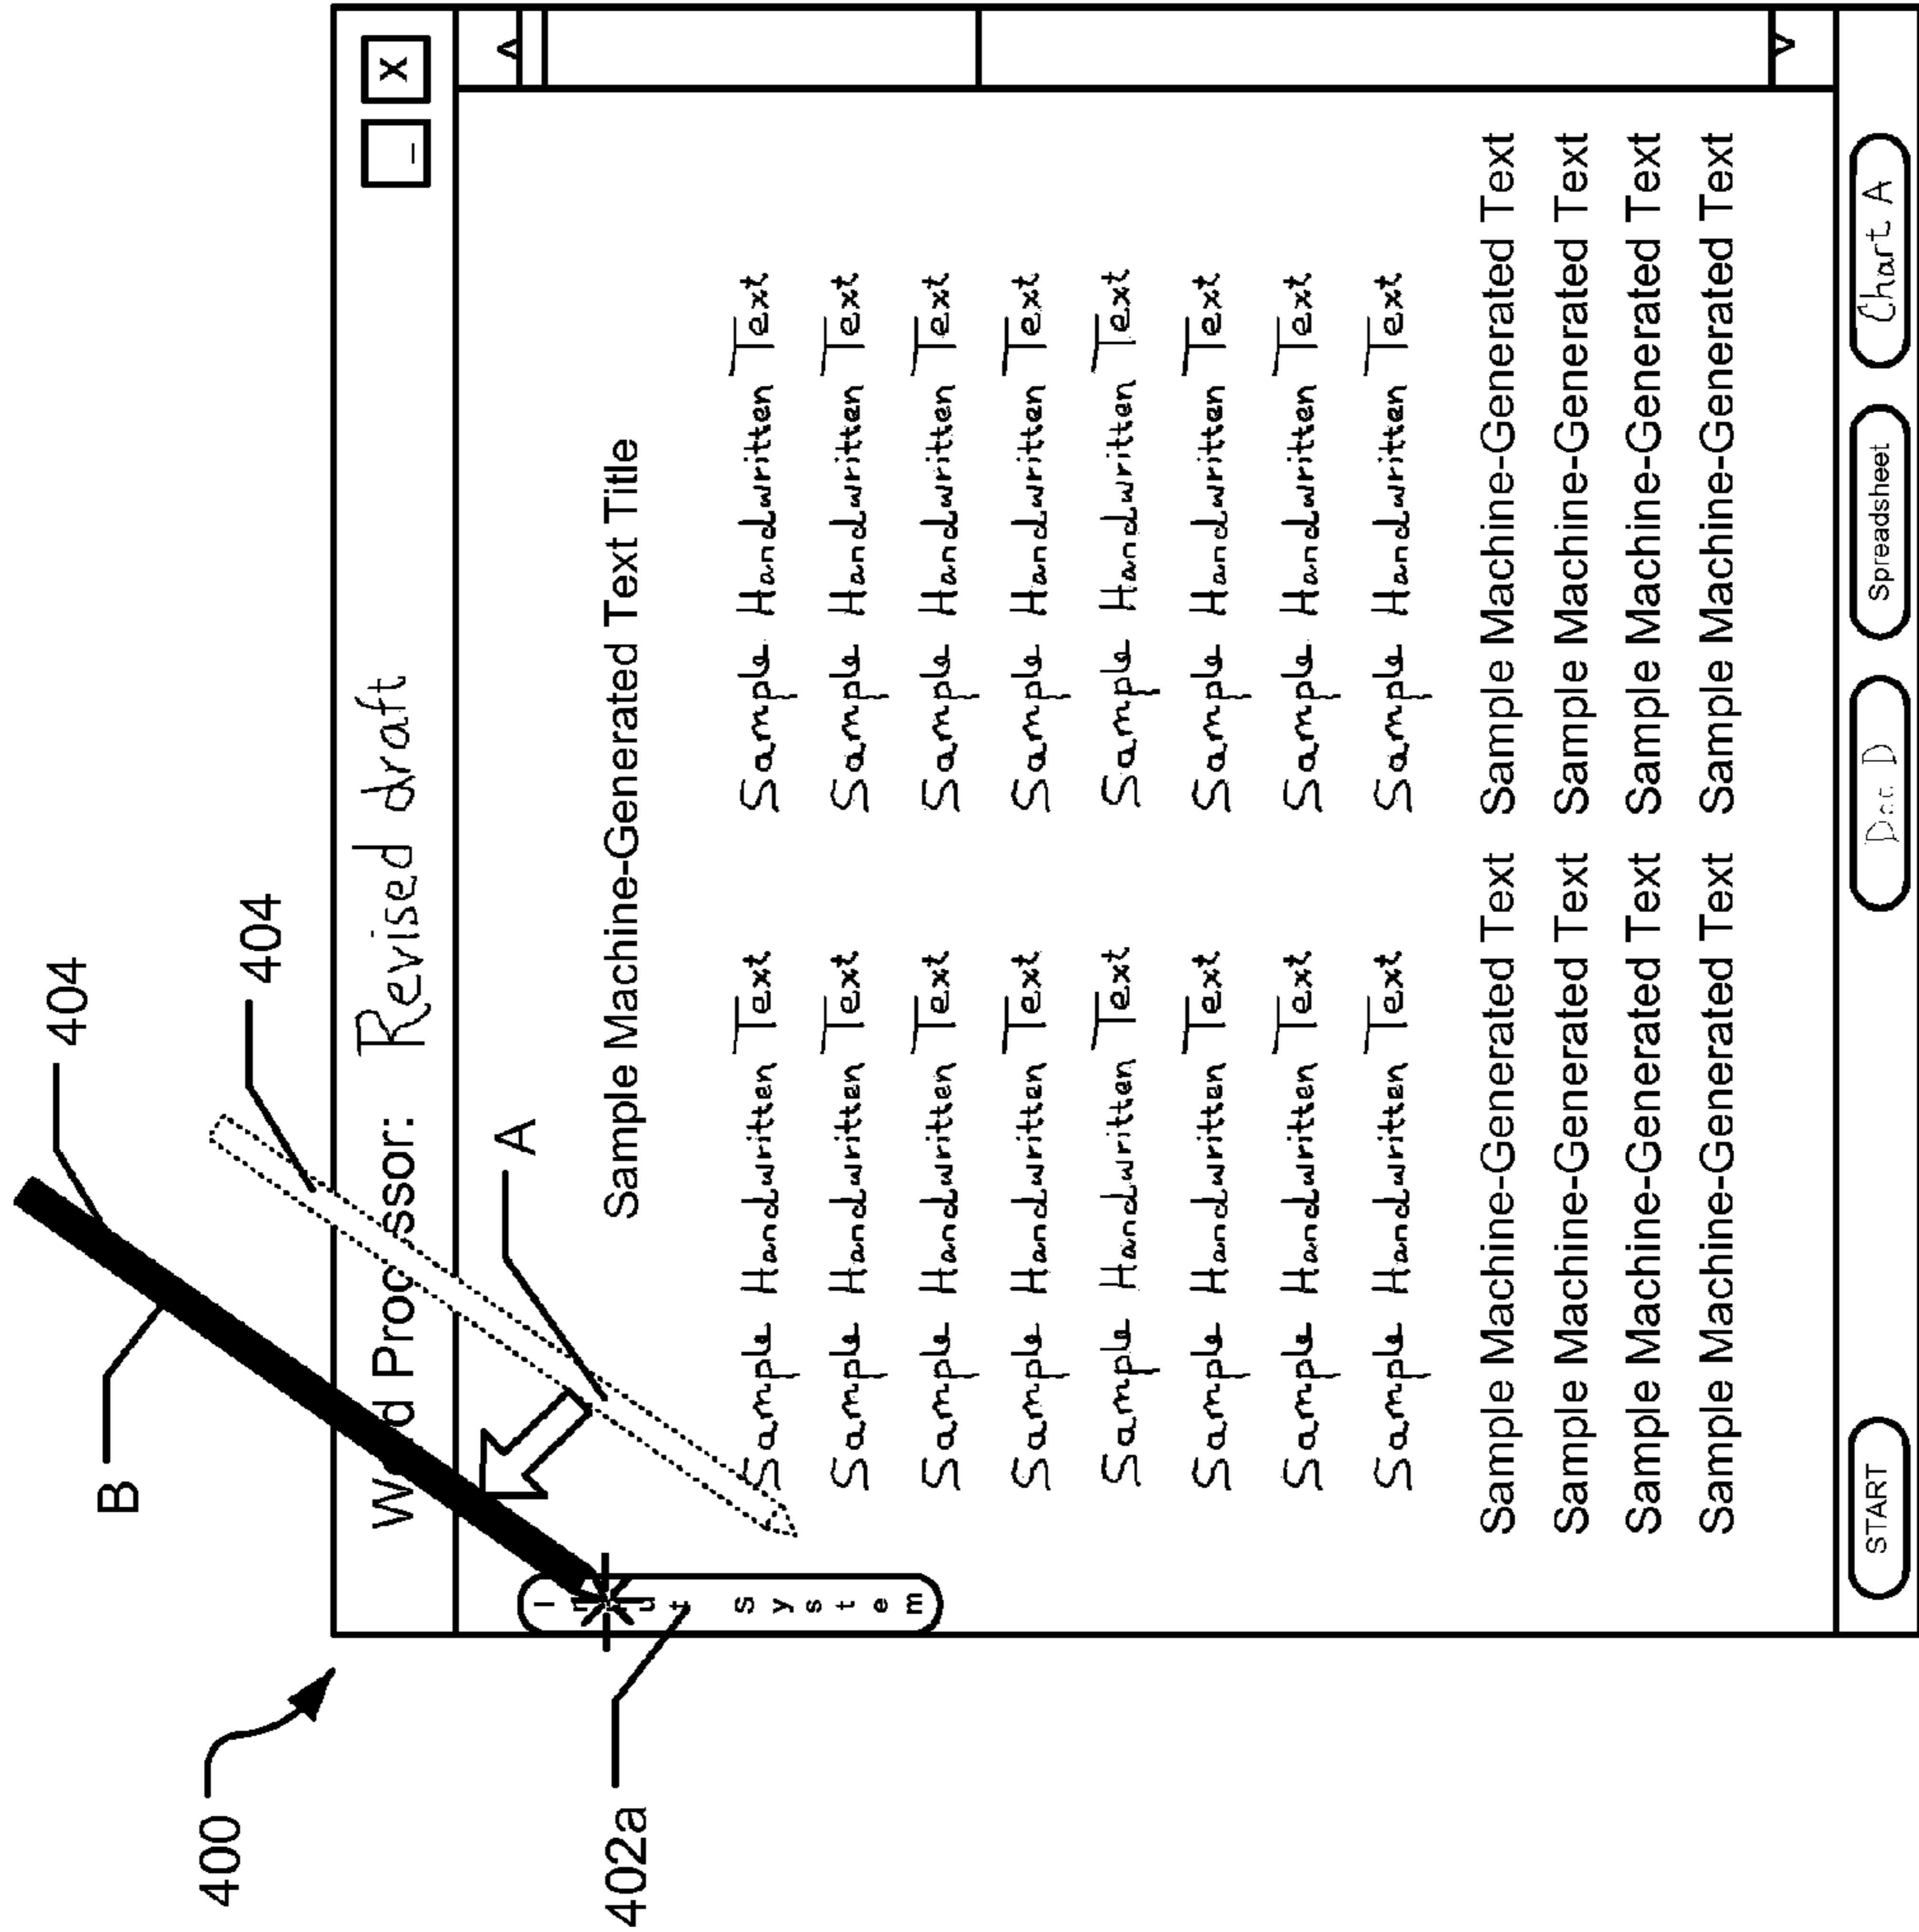 400
404
B
404
Revised draft
_ X
A
402a
System
Sample Machine-Generated Text Title
Sample Handwritten Text Sample Handwritten Text
Sample Handwritten Text Sample Handwritten Text
Sample Handwritten Text Sample Handwritten Text
Sample Handwritten Text Sample Handwritten Text
Sample Handwritten Text Sample Handwritten Text
Sample Handwritten Text Sample Handwritten Text
Sample Handwritten Text Sample Handwritten Text
Sample Handwritten Text Sample Handwritten Text
Sample Machine-Generated Text Sample Machine-Generated Text
Sample Machine-Generated Text Sample Machine-Generated Text
Sample Machine-Generated Text Sample Machine-Generated Text
Sample Machine-Generated Text Sample Machine-Generated Text
START D Spreadsheet Chart A